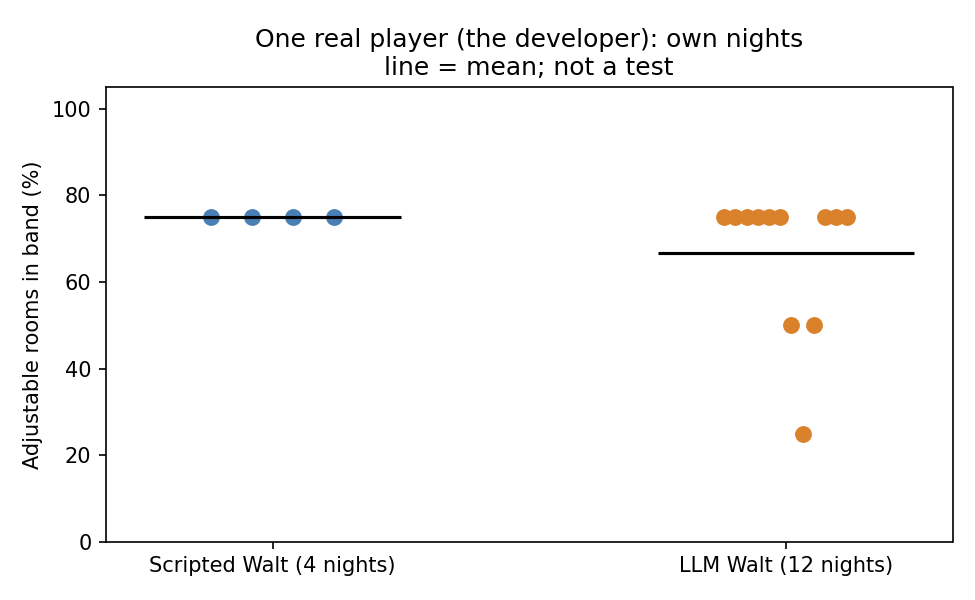 One real player (the developer): own nights
line = mean; not a test
Adjustable rooms in band (%)
100
80
60
40
20
0
Scripted Walt (4 nights)
LLM Walt (12 nights)